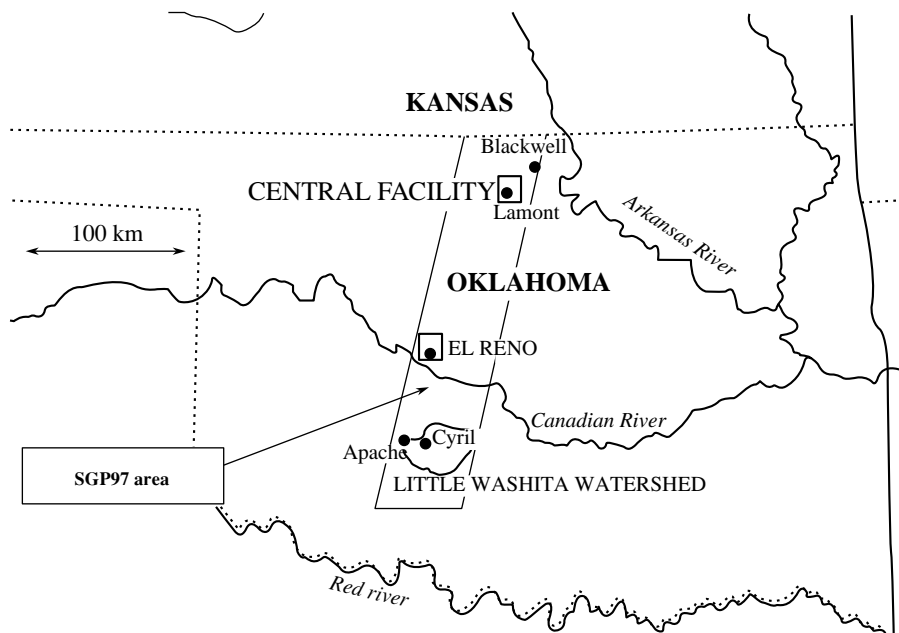 KANSAS
Blackwell
CENTRAL FACILITY
Lamont
Arkansas River
100 km
OKLAHOMA
EL RENO
Canadian River
Cyril
Apache
SGP97 area
LITTLE WASHITA WATERSHED
Red river